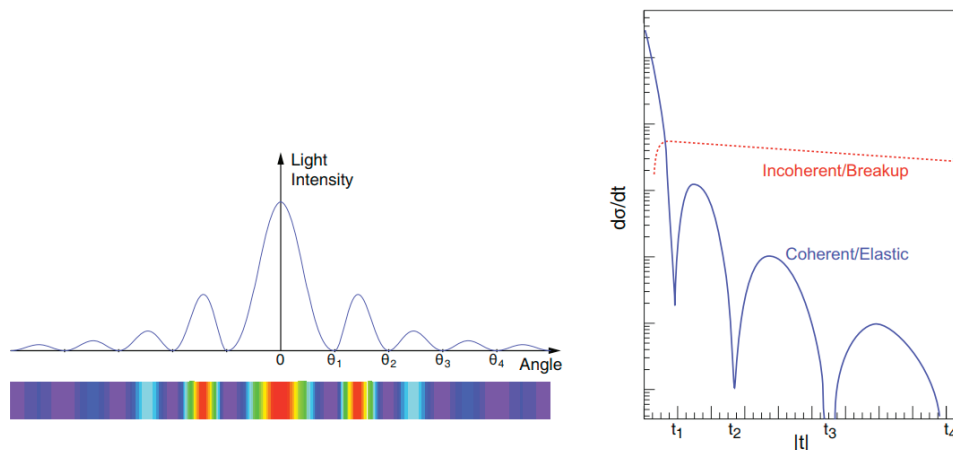 Light
Intensity
0 θ1 θ2 θ3 θ4 Angle
dσ/dt
Incoherent/Breakup
Coherent/Elastic
t1 t2 t3 t4
|t|